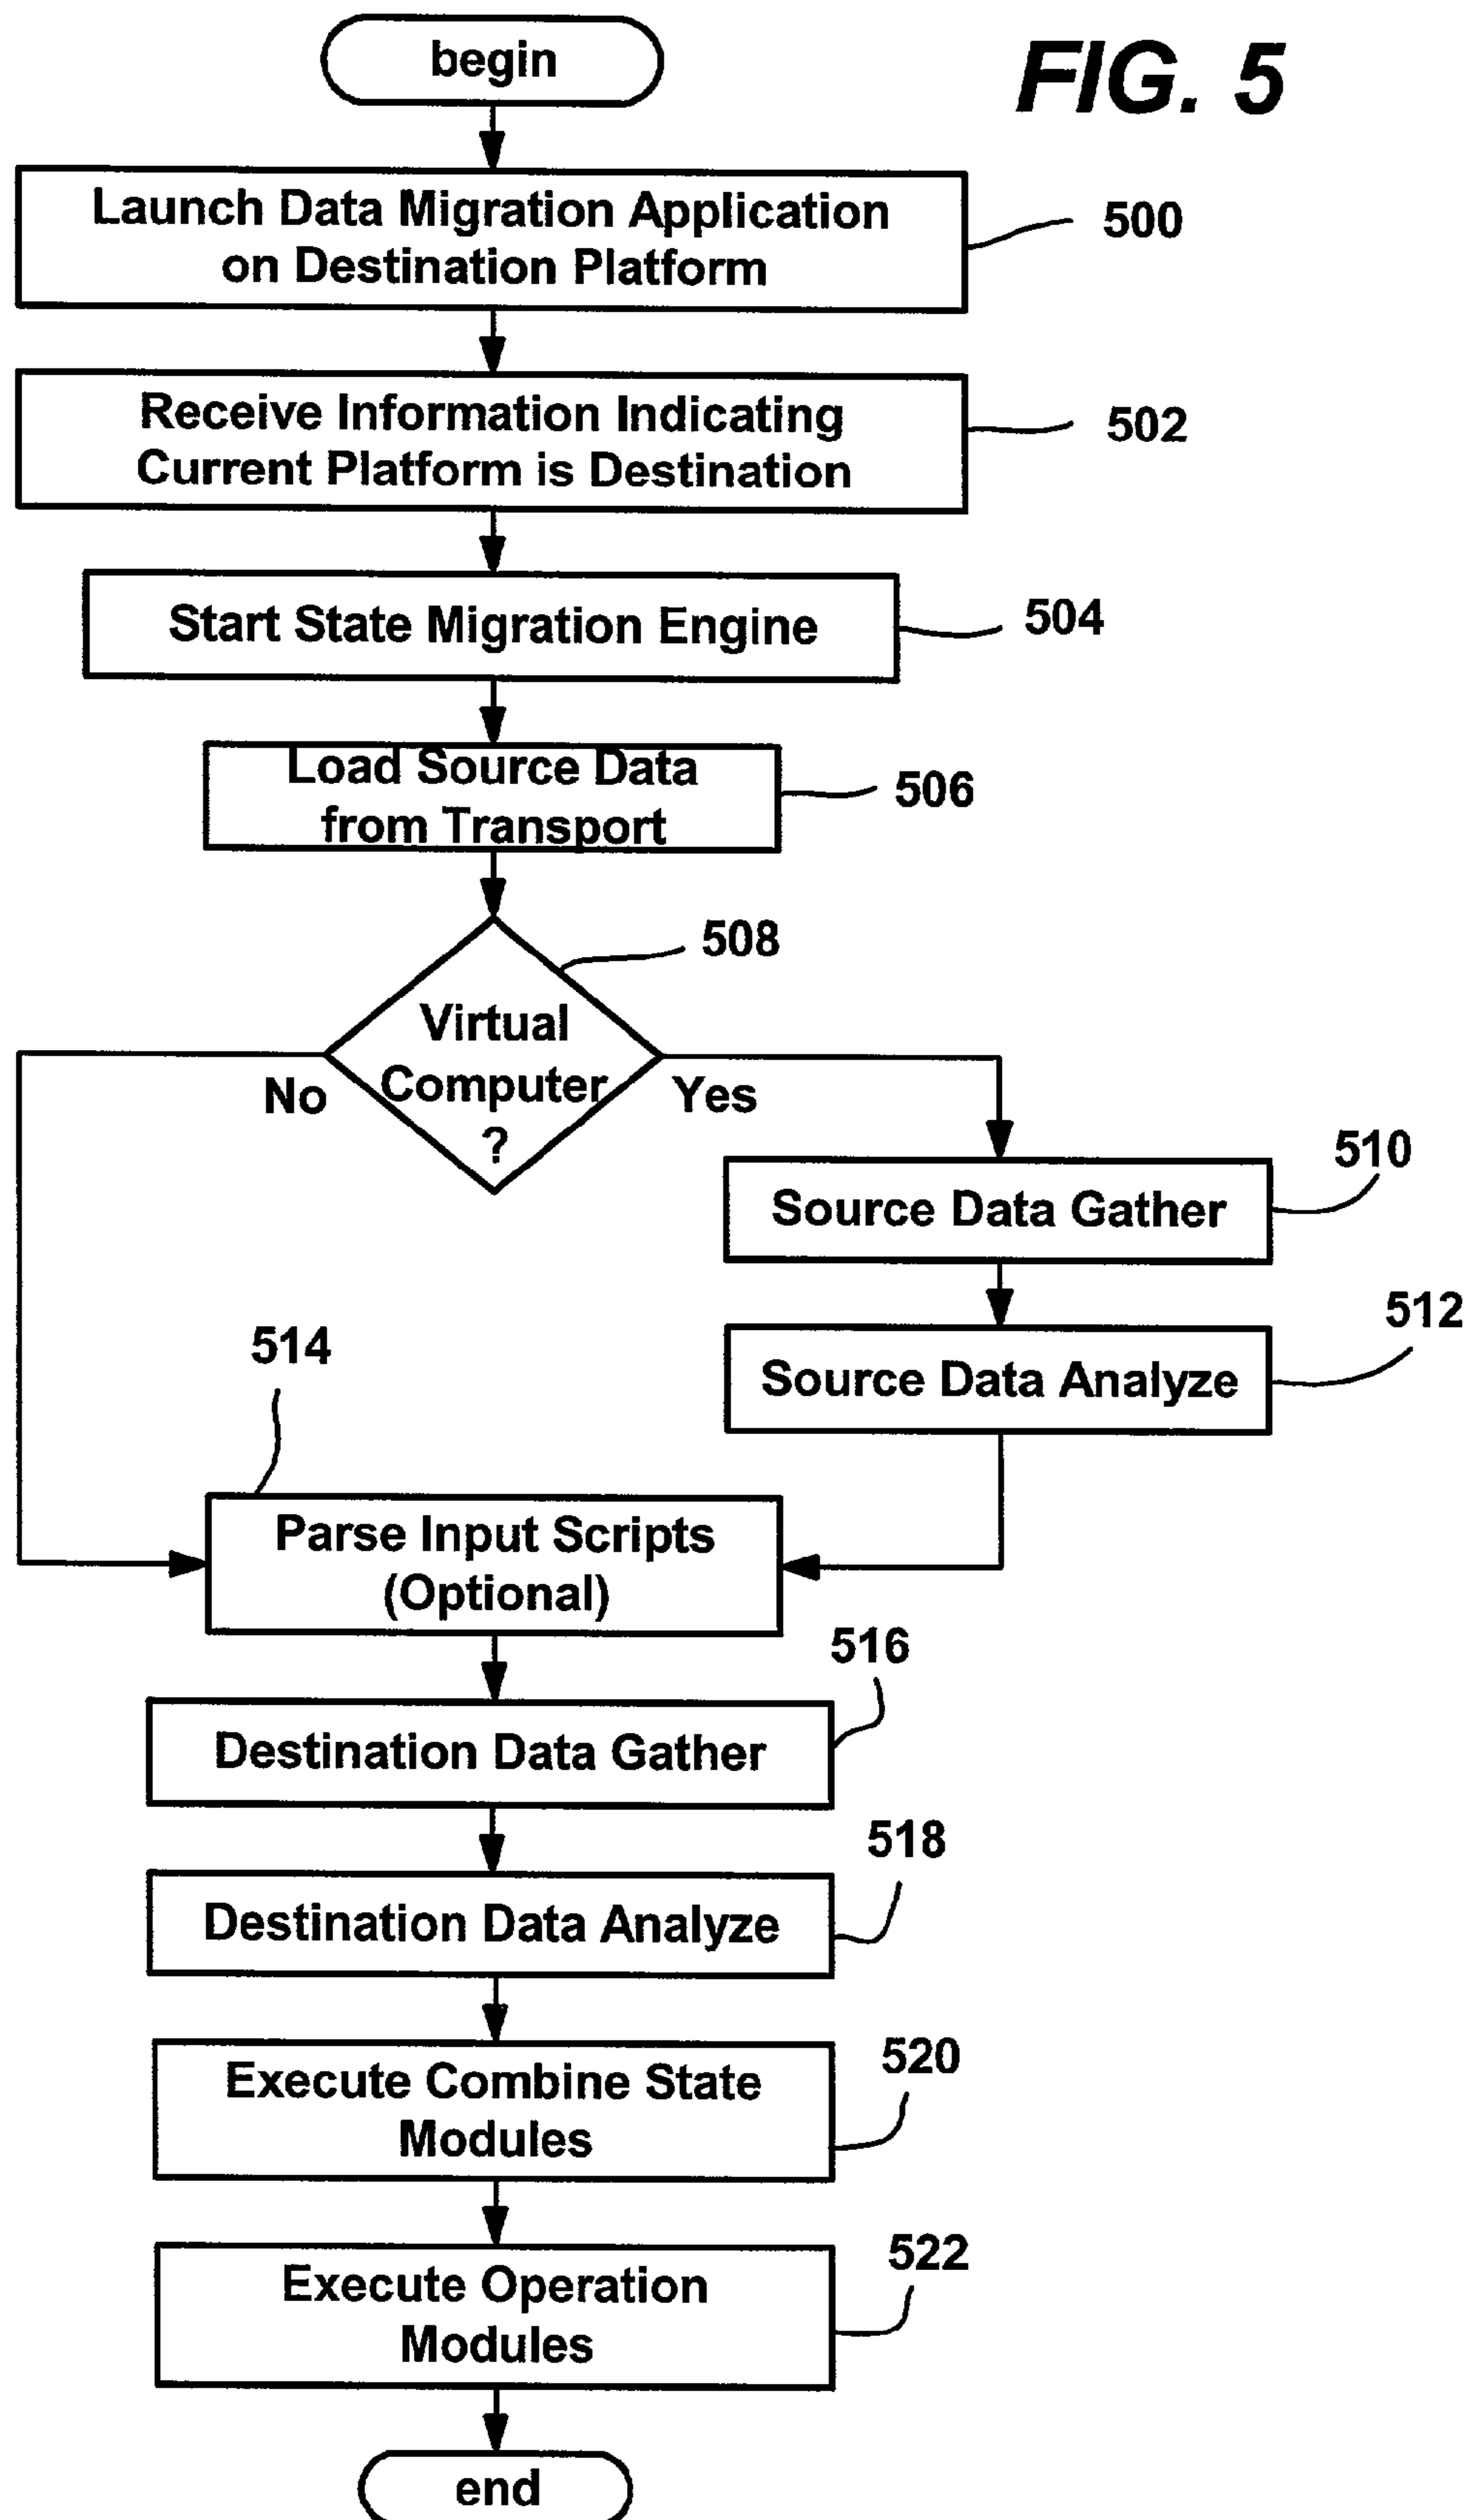 begin
FIG. 5
Launch Data Migration Application
on Destination Platform
500
Receive Information Indicating
Current Platform is Destination
502
Start State Migration Engine
504
Load Source Data
from Transport
506
508
Virtual
Computer
?
No
Yes
510
Source Data Gather
512
Source Data Analyze
514
Parse Input Scripts
(Optional)
516
Destination Data Gather
518
Destination Data Analyze
520
Execute Combine State
Modules
522
Execute Operation
Modules
end